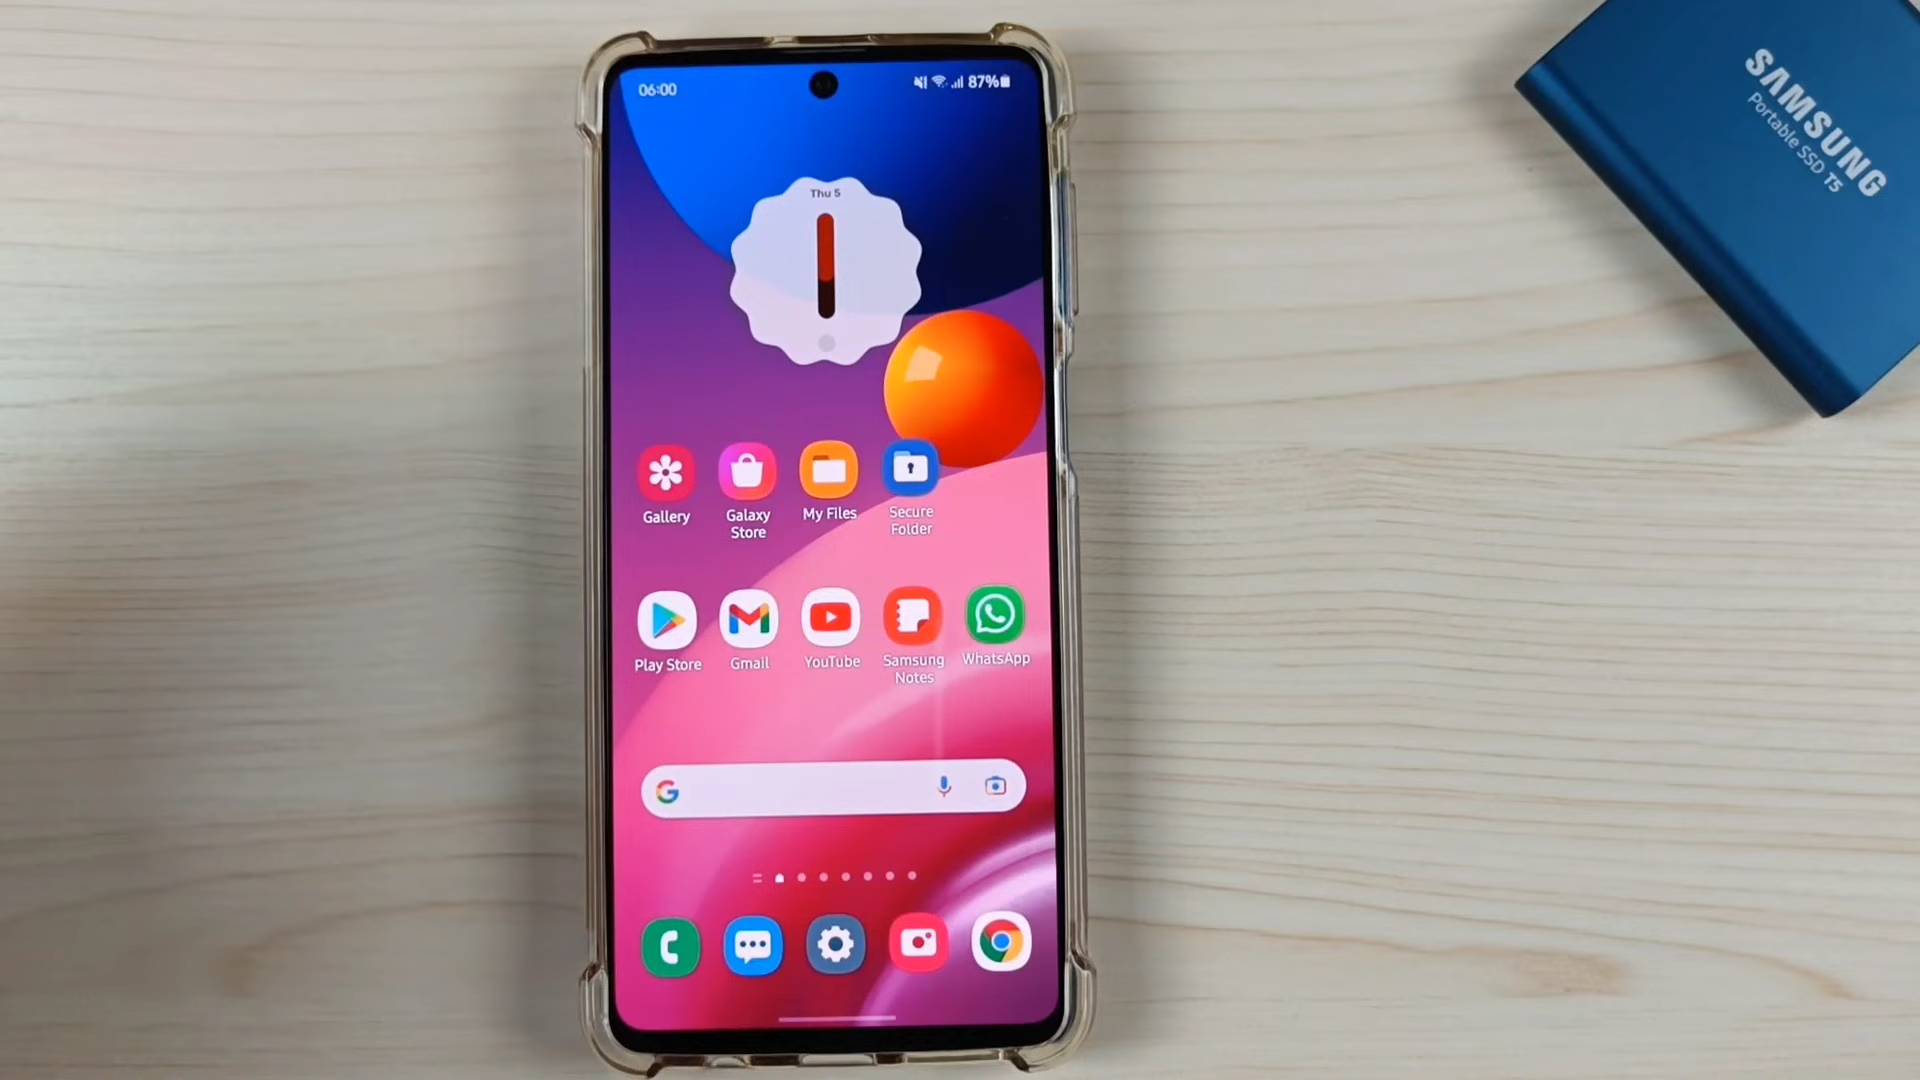 06:00
87%
Thu 5
SAMSUNG
Portable SSD T5
Gallery
Galaxy
Store
My Files
Secure
Folder
Play Store
Gmail
YouTube
Samsung
Notes
WhatsApp